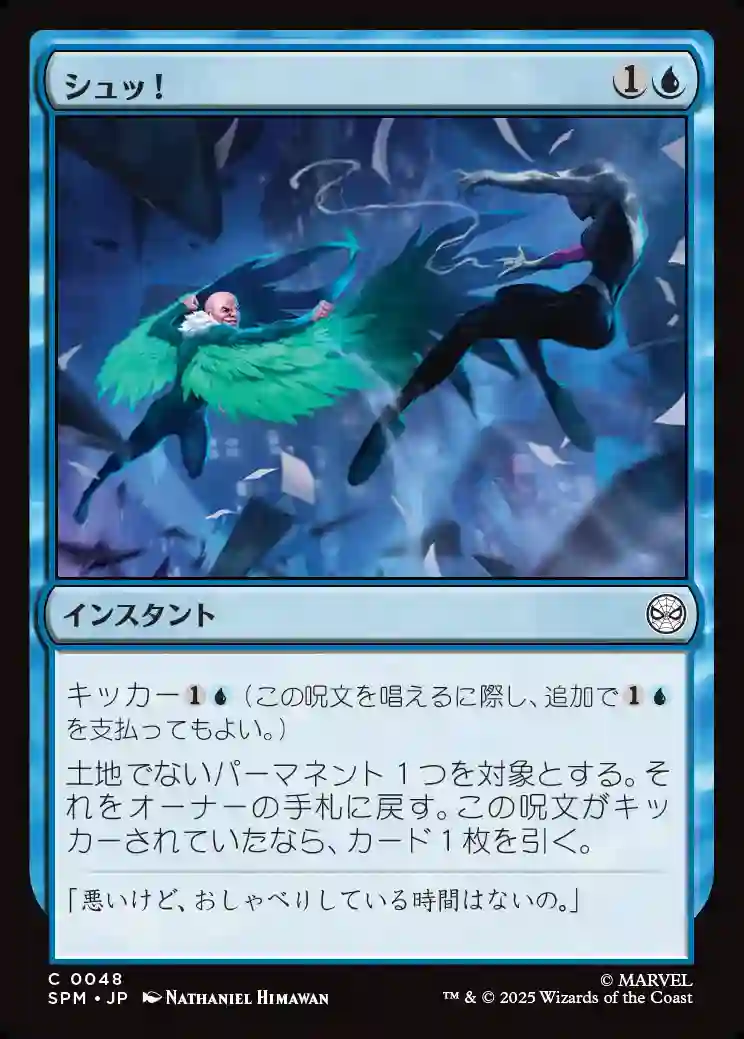 シュッ! 1
インスタント
キッカー1（この呪文を唱えるに際し、追加で1
を支払ってもよい。）
土地でないパーマネント1つを対象とする。そ
れをオーナーの手札に戻す。この呪文がキッ
カーされていたなら、カード1枚を引く。
「悪いけど、おしゃべりしている時間はないの。」
C 0048
SPM • JP NATHANIEL HIMAWAN
© MARVEL
™ & © 2025 Wizards of the Coast